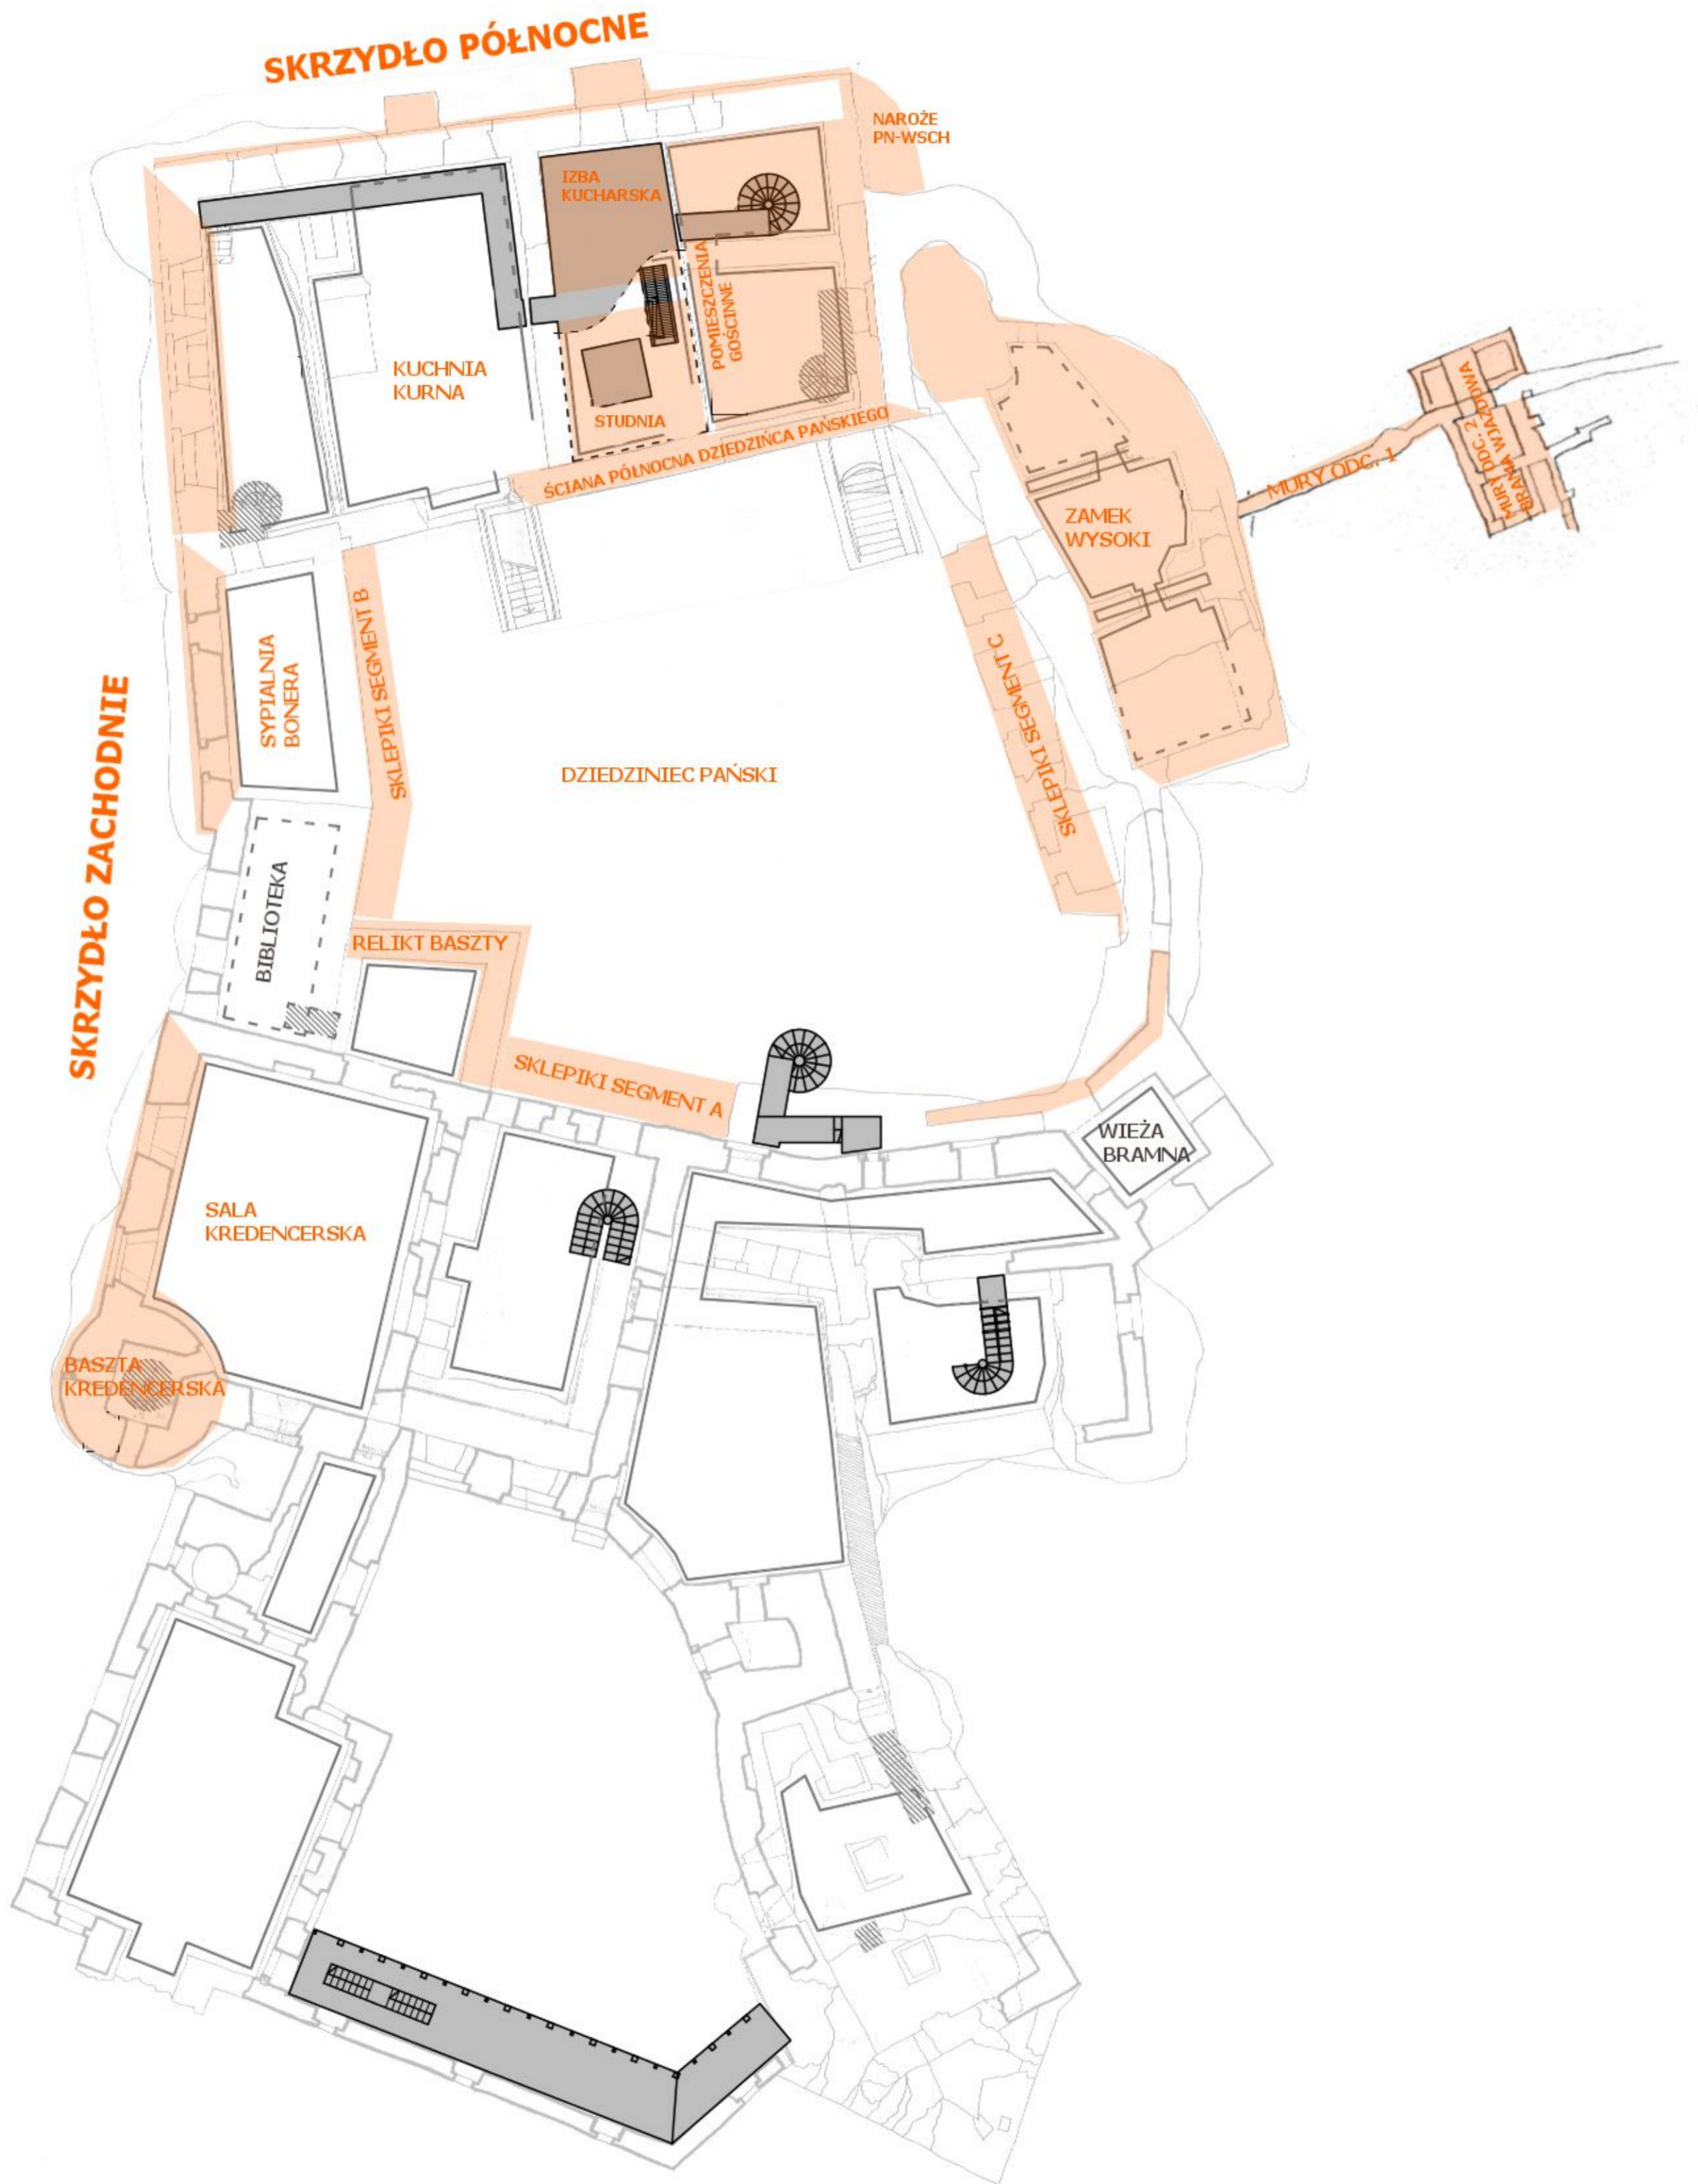 SKRZYDŁO PÓŁNOCNE
NAROŻE
PN-WSCH
IZBA
KUCHARSKA
POMIESZCZENIA
GOŚCINNE
KUCHNIA
KURNA
STUDNIA
ŚCIANA PÓŁNOCNA DZIEDZIŃCA PAŃSKIEGO
ZAMEK
WYSOKI
MURY ODC. 1
MURY ODC. 2
BRAMA WJAZDOWA
SYPIALNIA
BONERA
SKLEPIKI SEGMENT B
SKLEPIKI SEGMENT C
DZIEDZINIEC PAŃSKI
SKRZYDŁO ZACHODNIE
BIBLIOTEKA
RELIKT BASZTY
SKLEPIKI SEGMENT A
WIEŻA
BRAMNA
SALA
KREDENCERSKA
BASZTA
KREDENCERSKA